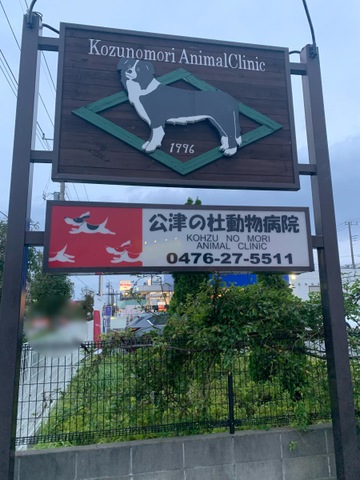 Kozunomori AnimalClinic
1996
公津の杜動物病院
KOHZU NO MORI
ANIMAL CLINIC
0476-27-5511